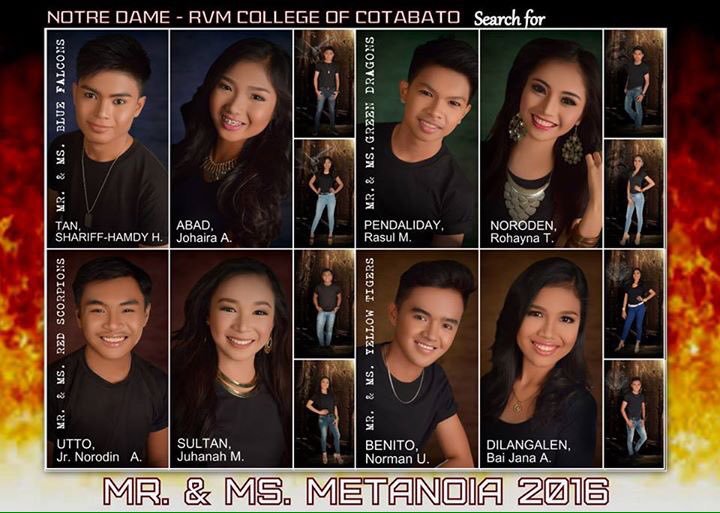 NOTRE DAME - RVM COLLEGE OF COTABATO Search for
MR. & MS. BLUE FALCONS
TAN,
SHARIFF-HAMDY H.
ABAD,
Johaira A.
MR. & MS. GREEN DRAGONS
PENDALIDAY,
Rasul M.
NORODEN,
Rohayna T.
MR. & MS. RED SCORPIONS
UTTO,
Jr. Norodin A.
SULTAN,
Juhanah M.
MR. & MS. YELLOW TIGERS
BENITO,
Norman U.
DILANGALEN,
Bai Jana A.
MR. & MS. METANOIA 2016